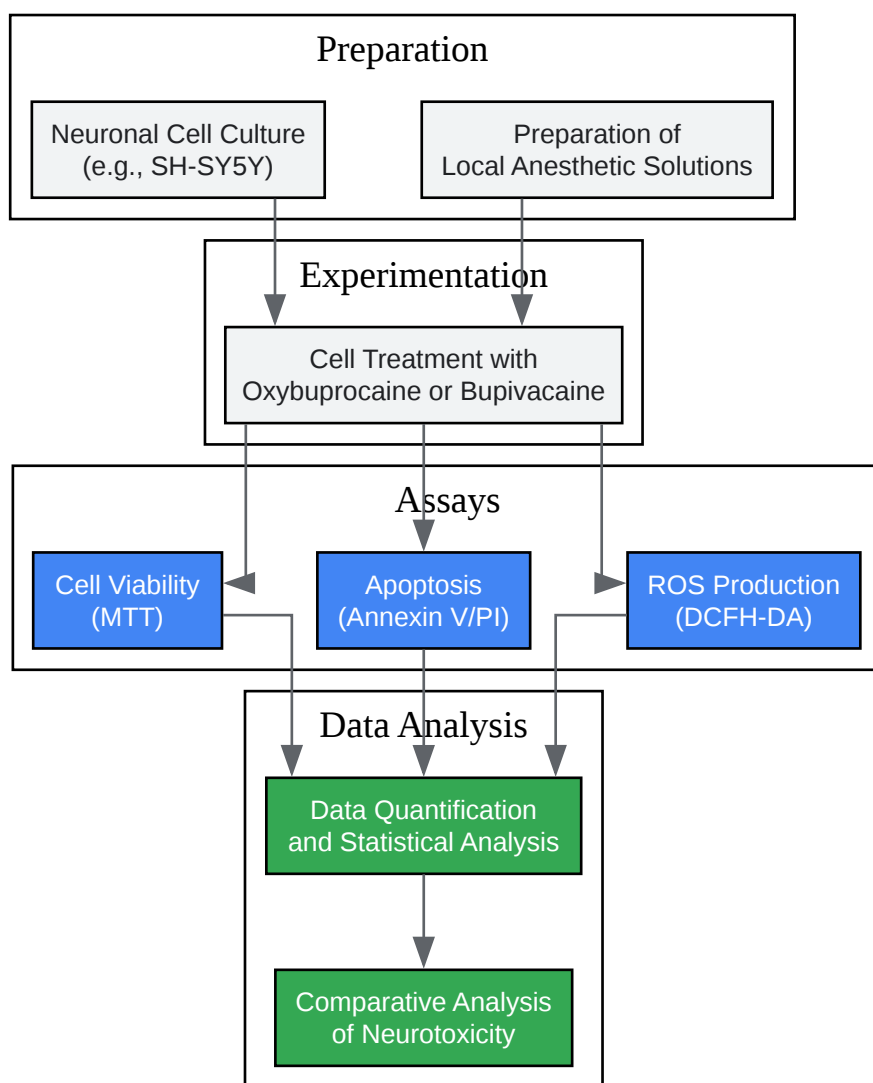 Preparation
Neuronal Cell Culture
(e.g., SH-SY5Y)
Preparation of
Local Anesthetic Solutions
Experimentation
Cell Treatment with
Oxybuprocaine or Bupivacaine
Assays
Cell Viability
(MTT)
Apoptosis
(Annexin V/PI)
ROS Production
(DCFH-DA)
Data Analysis
Data Quantification
and Statistical Analysis
Comparative Analysis
of Neurotoxicity